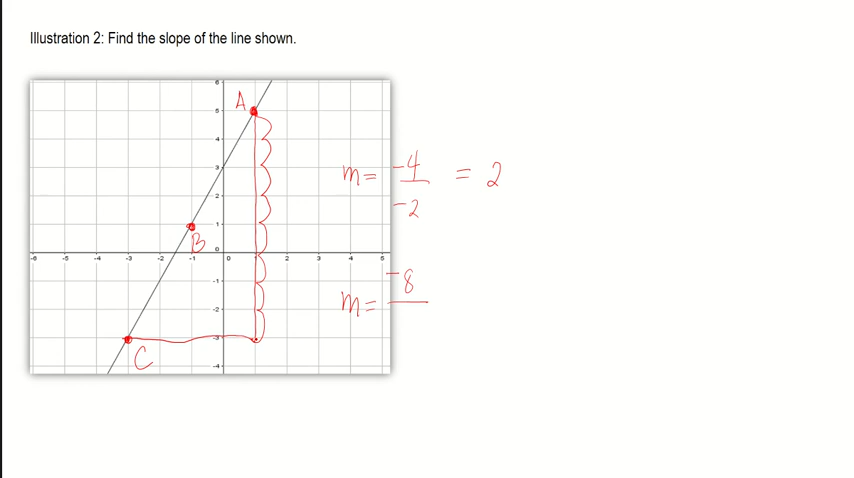 Illustration 2: Find the slope of the line shown.
6
A
5
4
3
2
1
B
0
-6 -5 -4 -3 -2 -1 0 1 2 3 4 5
-1
-2
-3
C
-4
m = -4/-2 = 2
m = -8/